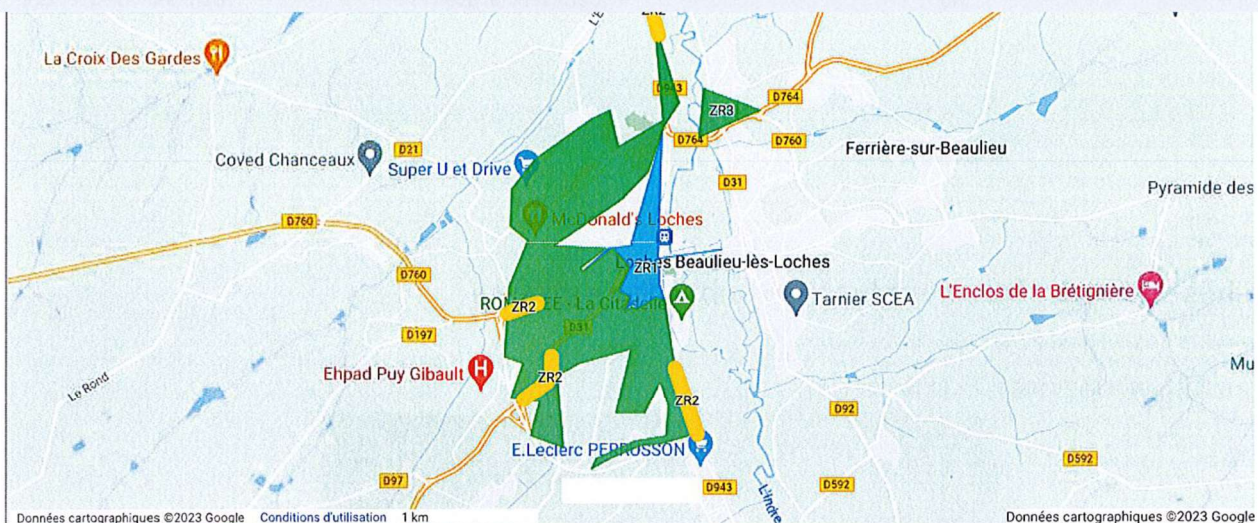 ZR2
L'E
La Croix Des Gardes
D943
D764
ZR3
D764
D760
Ferrière-sur-Beaulieu
D21
Coved Chanceaux
Super U et Drive
D31
Pyramide des
D760
McDonald's Loches
Loches Beaulieu-lès-Loches
ZR1
D760
L'Enclos de la Brétignière
Tarnier SCEA
La Citadelle
ZR2
D31
D197
Mu
Ehpad Puy Gibault
ZR2
Le Rond
ZR2
D92
E.Leclerc PERRUSSON
D592
D97
D943
D592
L'Indre
Données cartographiques ©2023 Google Conditions d'utilisation 1 km
Données cartographiques ©2023 Google